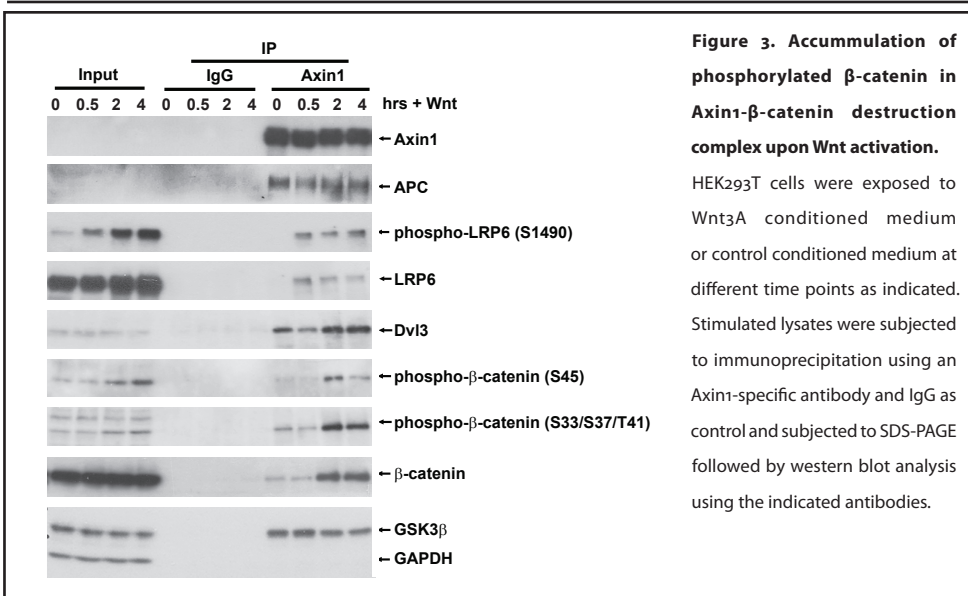 IP
Input IgG Axin1
0 0.5 2 4 0 0.5 2 4 0 0.5 2 4 hrs + Wnt
←Axin1
←APC
←phospho-LRP6 (S1490)
←LRP6
←Dvl3
←phospho-β-catenin (S45)
←phospho-β-catenin (S33/S37/T41)
←β-catenin
←GSK3β
←GAPDH
Figure 3. Accummulation of
phosphorylated β-catenin in
Axin1-β-catenin destruction
complex upon Wnt activation.
HEK293T cells were exposed to
Wnt3A conditioned medium
or control conditioned medium at
different time points as indicated.
Stimulated lysates were subjected
to immunoprecipitation using an
Axin1-specific antibody and IgG as
control and subjected to SDS-PAGE
followed by western blot analysis
using the indicated antibodies.